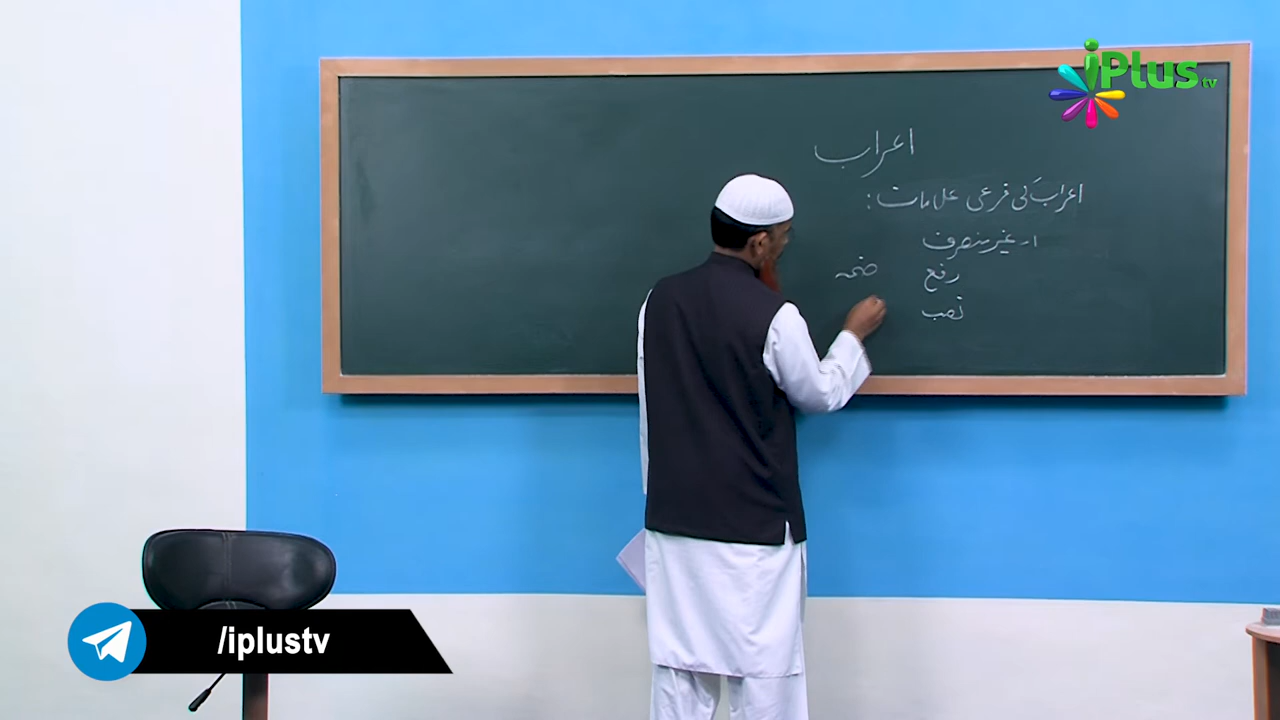 iPlus tv
اعراب
اعراب کی فرعی علامات :
۱۔ غیر منصرف
رفع ضمہ
نصب
/iplustv